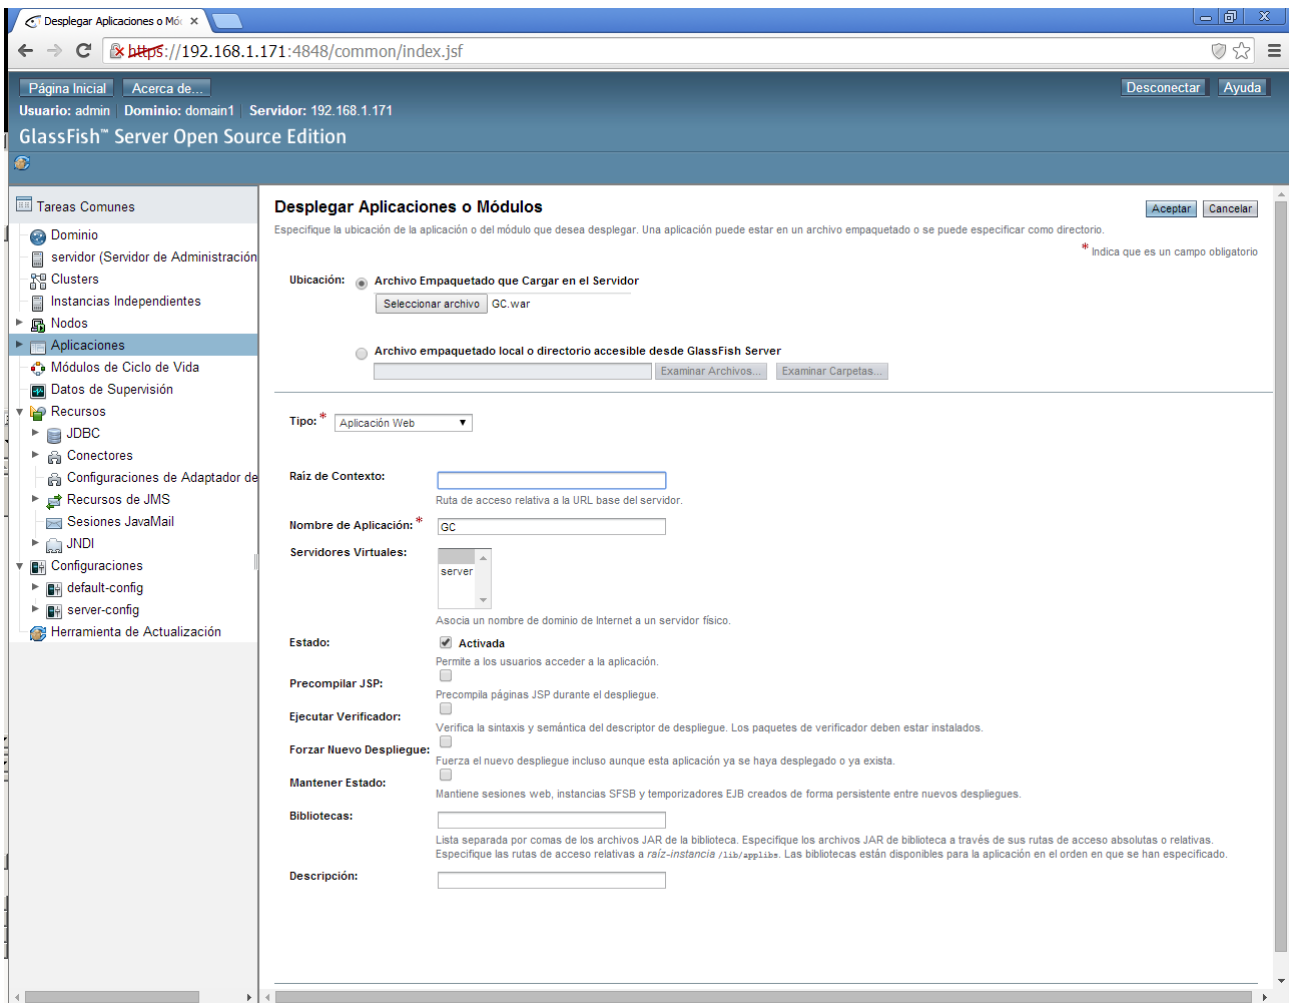 Desplegar Aplicaciones o Mód
https://192.168.1.171:4848/common/index.jsf
Página Inicial Acerca de... Desconectar Ayuda
Usuario: admin Dominio: domain1 Servidor: 192.168.1.171
GlassFish™ Server Open Source Edition
Tareas Comunes
Dominio
servidor (Servidor de Administración
Clusters
Instancias Independientes
Nodos
Aplicaciones
Módulos de Ciclo de Vida
Datos de Supervisión
Recursos
JDBC
Conectores
Configuraciones de Adaptador de
Recursos de JMS
Sesiones JavaMail
JNDI
Configuraciones
default-config
server-config
Herramienta de Actualización
Desplegar Aplicaciones o Módulos
Aceptar Cancelar
Especifique la ubicación de la aplicación o del módulo que desea desplegar. Una aplicación puede estar en un archivo empaquetado o se puede especificar como directorio.
* Indica que es un campo obligatorio
Ubicación: Archivo Empaquetado que Cargar en el Servidor
Seleccionar archivo GC.war
Archivo empaquetado local o directorio accesible desde GlassFish Server
Examinar Archivos... Examinar Carpetas...
Tipo: * Aplicación Web
Raíz de Contexto:
Ruta de acceso relativa a la URL base del servidor.
Nombre de Aplicación: * GC
Servidores Virtuales:
server
Asocia un nombre de dominio de Internet a un servidor físico.
Estado: Activada
Permite a los usuarios acceder a la aplicación.
Precompilar JSP:
Precompila páginas JSP durante el despliegue.
Ejecutar Verificador:
Verifica la sintaxis y semántica del descriptor de despliegue. Los paquetes de verificador deben estar instalados.
Forzar Nuevo Despliegue:
Fuerza el nuevo despliegue incluso aunque esta aplicación ya se haya desplegado o ya exista.
Mantener Estado:
Mantiene sesiones web, instancias SFSB y temporizadores EJB creados de forma persistente entre nuevos despliegues.
Bibliotecas:
Lista separada por comas de los archivos JAR de la biblioteca. Especifique los archivos JAR de biblioteca a través de sus rutas de acceso absolutas o relativas.
Especifique las rutas de acceso relativas a raíz-instancia /lib/applibs. Las bibliotecas están disponibles para la aplicación en el orden en que se han especificado.
Descripción: